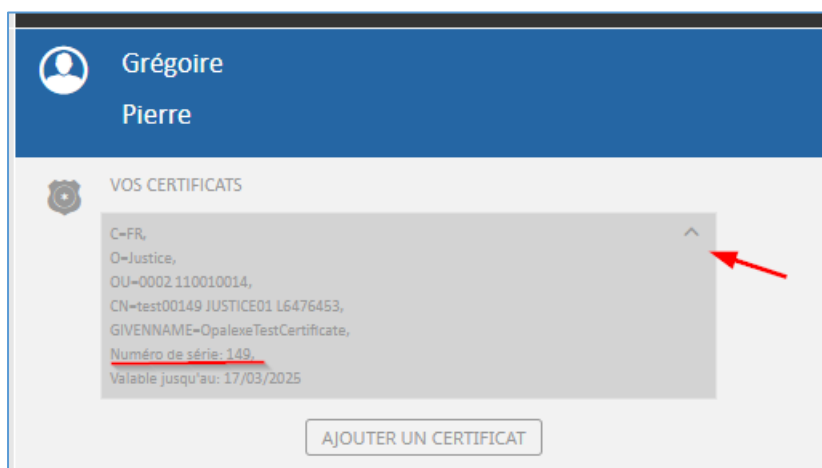 Grégoire
Pierre
VOS CERTIFICATS
C=FR,
O=Justice,
OU=0002 110010014,
CN=test00149 JUSTICE01 L6476453,
GIVENNAME=OpalexeTestCertificate,
Numéro de série: 149,
Valable jusqu'au: 17/03/2025
AJOUTER UN CERTIFICAT